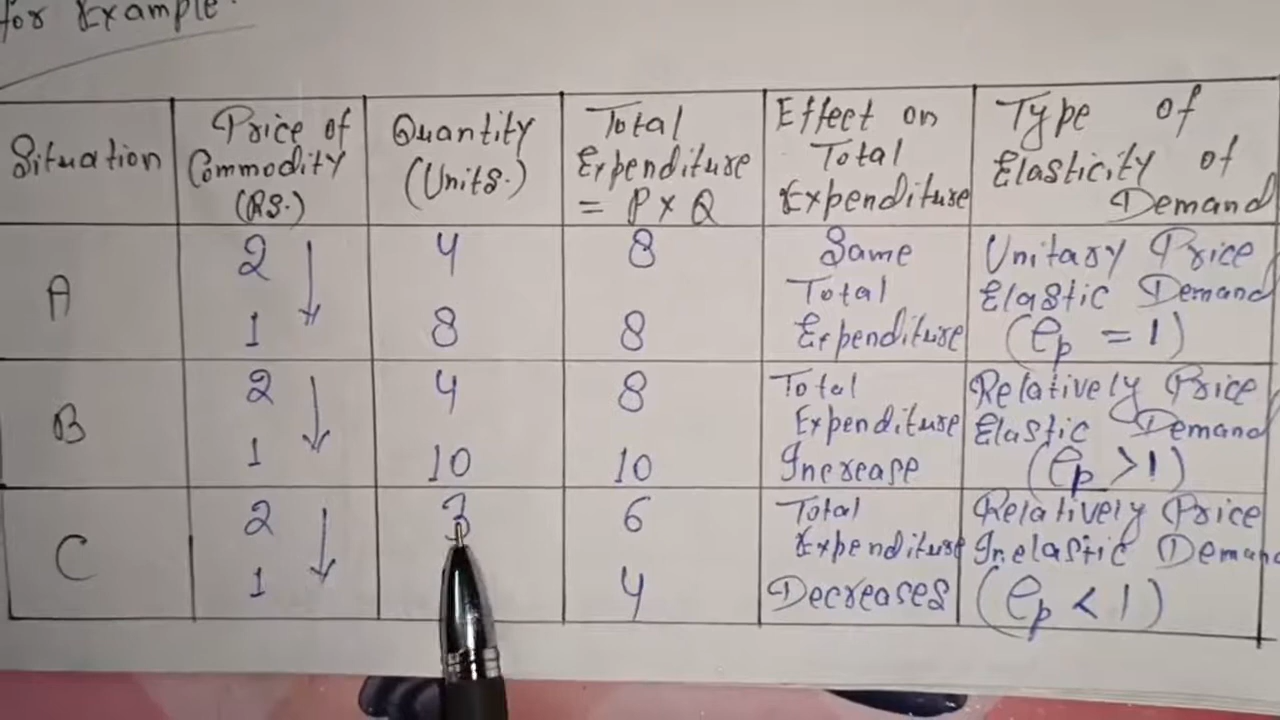 for Example.
Situation
Price of
Commodity
(RS.)
Quantity
(Units.)
Total
Expenditure
= P x Q
Effect on
Total
Expenditure
Type of
Elasticity of
Demand
A
2
1
4
8
8
8
Same
Total
Expenditure
Unitary Price
Elastic Demand
(ep = 1)
B
2
1
4
10
8
10
Total
Expenditure
Increase
Relatively Price
Elastic Demand
(ep > 1)
C
2
1
3
6
4
Total
Expenditure
Decreases
Relatively Price
Inelastic Demand
(ep < 1)